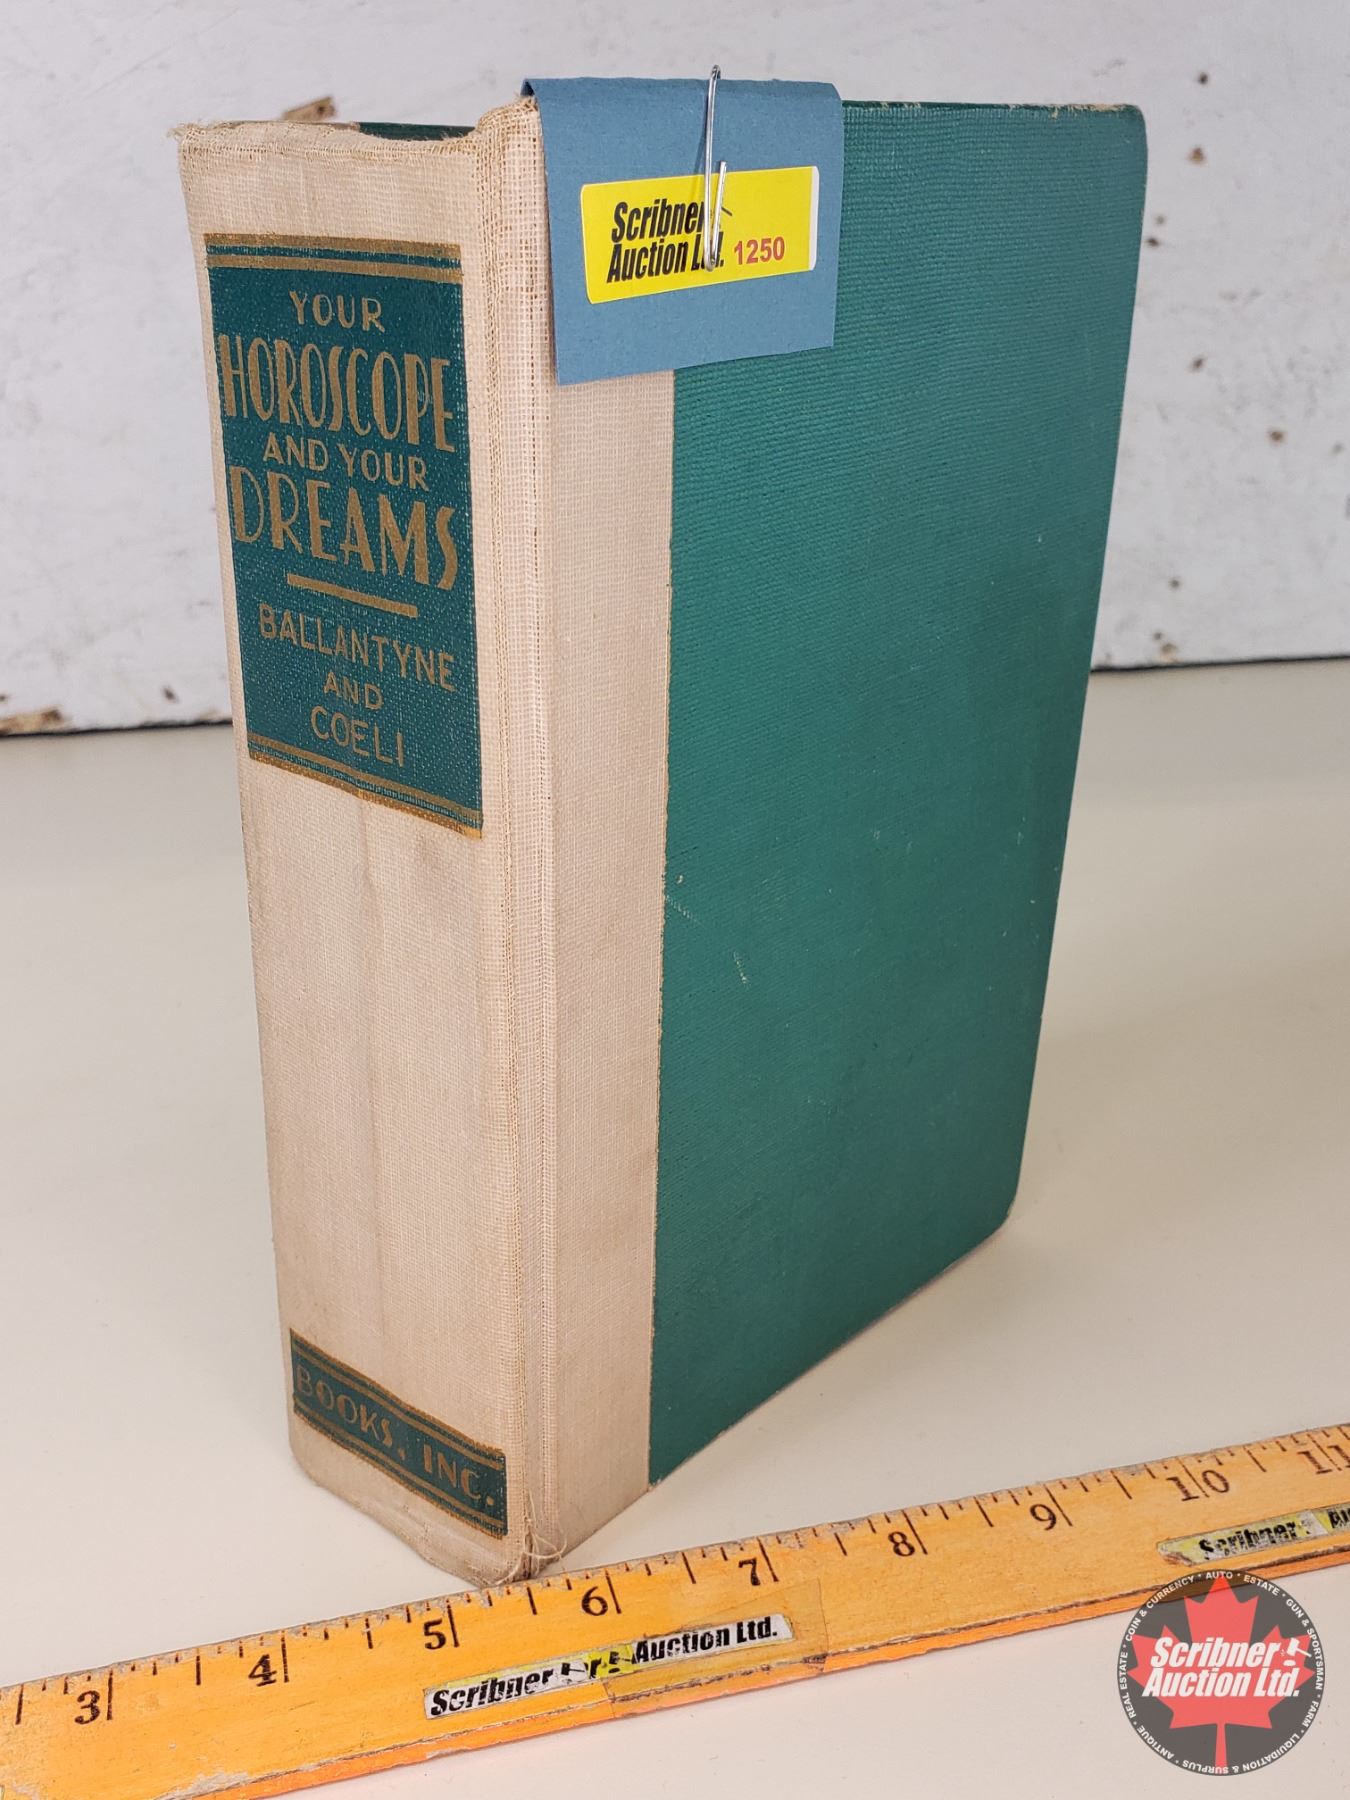 Scribner
Auction Ltd. 1250
YOUR
HOROSCOPE
AND YOUR
DREAMS
BALLANTYNE
AND
COELI
BOOKS, INC.
3 4 5 6 7 8 9 10 11
Scribner Auction Ltd.
Scribner
COIN & CURRENCY • AUTO • ESTATE • GUN & SPORTSMAN • FARM • LIQUIDATION & SURPLUS • ANTIQUE • REAL ESTATE •
Scribner
Auction Ltd.